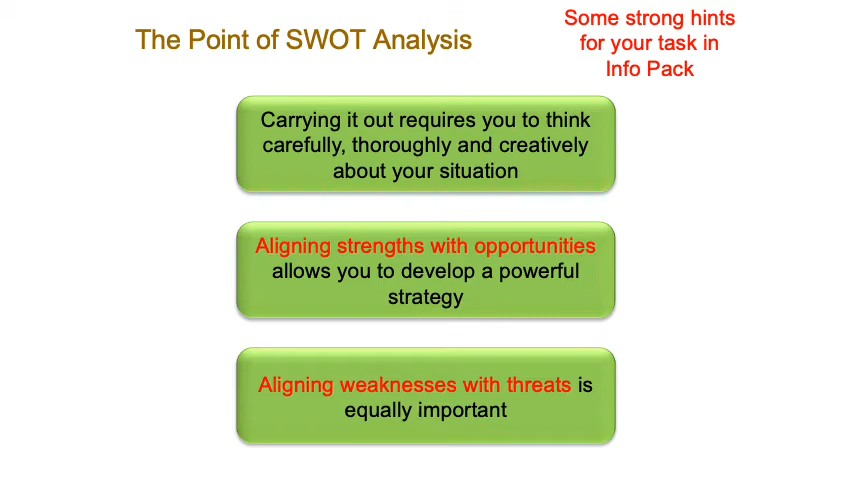 The Point of SWOT Analysis
Some strong hints
for your task in
Info Pack
Carrying it out requires you to think
carefully, thoroughly and creatively
about your situation
Aligning strengths with opportunities
allows you to develop a powerful
strategy
Aligning weaknesses with threats is
equally important